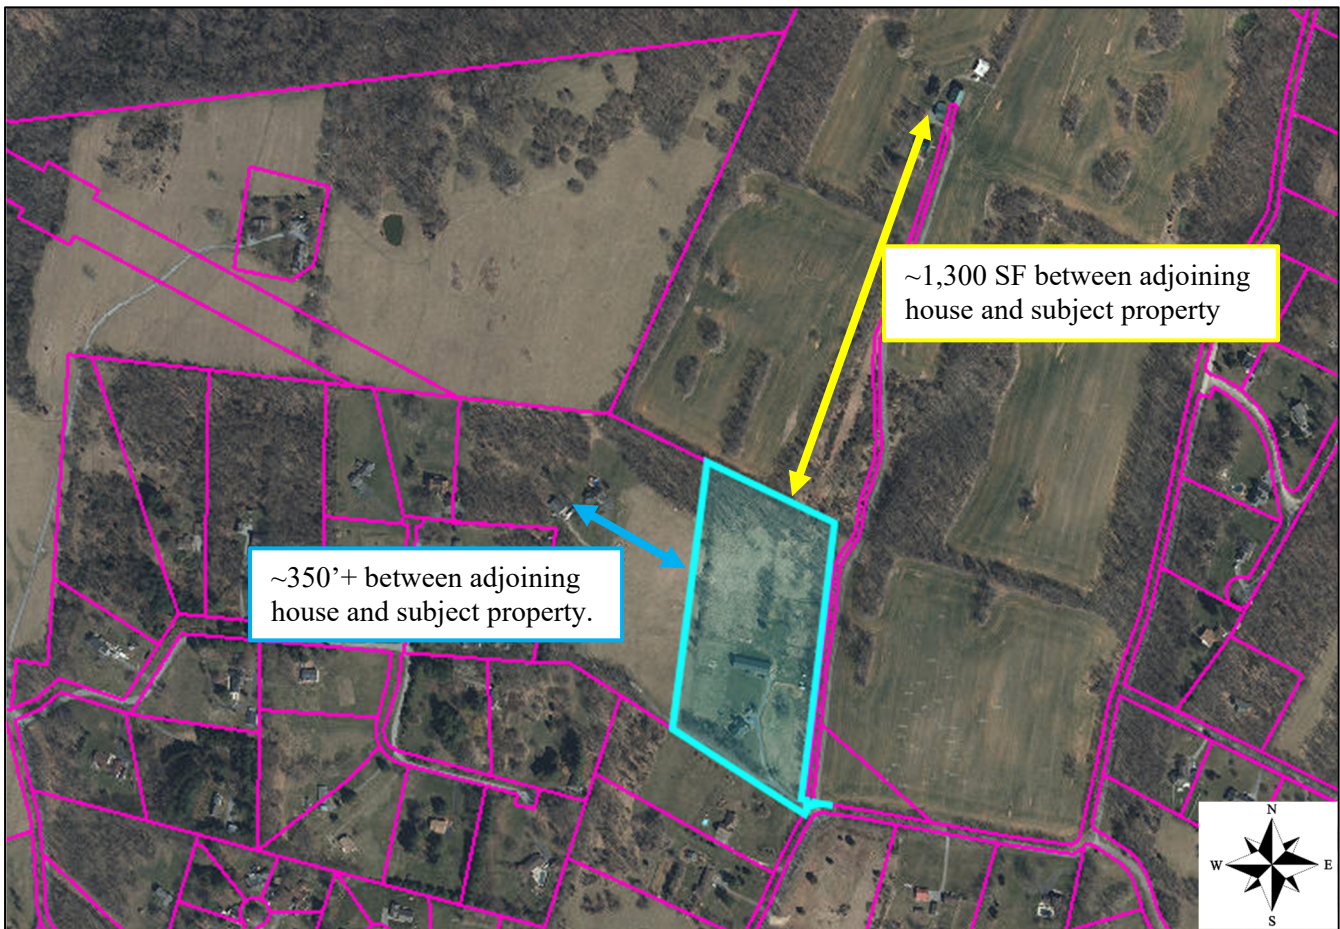 ~1,300 SF between adjoining
house and subject property
~350’+ between adjoining
house and subject property.
N
W E
S